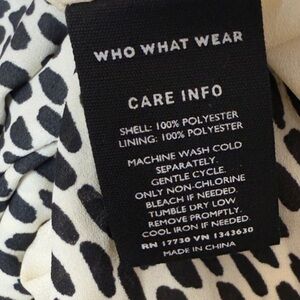 WHO WHAT WEAR
CARE INFO
SHELL: 100% POLYESTER
LINING: 100% POLYESTER
MACHINE WASH COLD
SEPARATELY.
GENTLE CYCLE.
ONLY NON-CHLORINE
BLEACH IF NEEDED.
TUMBLE DRY LOW
REMOVE PROMPTLY.
COOL IRON IF NEEDED.
RN 17730 VN 1343630
MADE IN CHINA